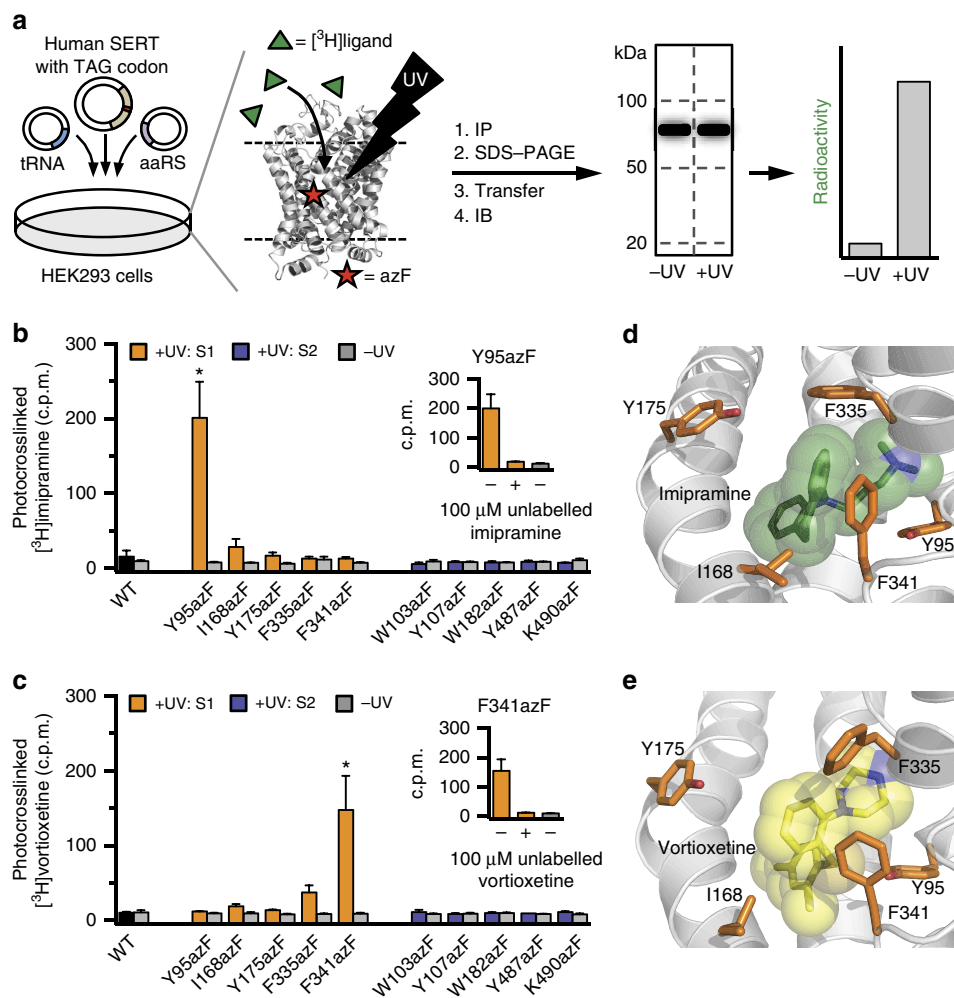 a
Human SERT
with TAG codon
tRNA
aaRS
HEK293 cells
= [³H]ligand
UV
= azF
1. IP
2. SDS–PAGE
3. Transfer
4. IB
kDa
100
50
20
–UV +UV
Radioactivity
–UV +UV
b
Photocrosslinked
[³H]imipramine (c.p.m.)
300
200
100
0
+UV: S1
+UV: S2
–UV
*
WT
Y95azF
I168azF
Y175azF
F335azF
F341azF
W103azF
Y107azF
W182azF
Y487azF
K490azF
Y95azF
c.p.m.
300
200
100
0
– + –
100 μM unlabelled
imipramine
d
Y175
F335
Imipramine
Y95
I168
F341
c
Photocrosslinked
[³H]vortioxetine (c.p.m.)
300
200
100
0
+UV: S1
+UV: S2
–UV
*
WT
Y95azF
I168azF
Y175azF
F335azF
F341azF
W103azF
Y107azF
W182azF
Y487azF
K490azF
F341azF
c.p.m.
300
200
100
0
– + –
100 μM unlabelled
vortioxetine
e
Y175
F335
Vortioxetine
Y95
I168
F341